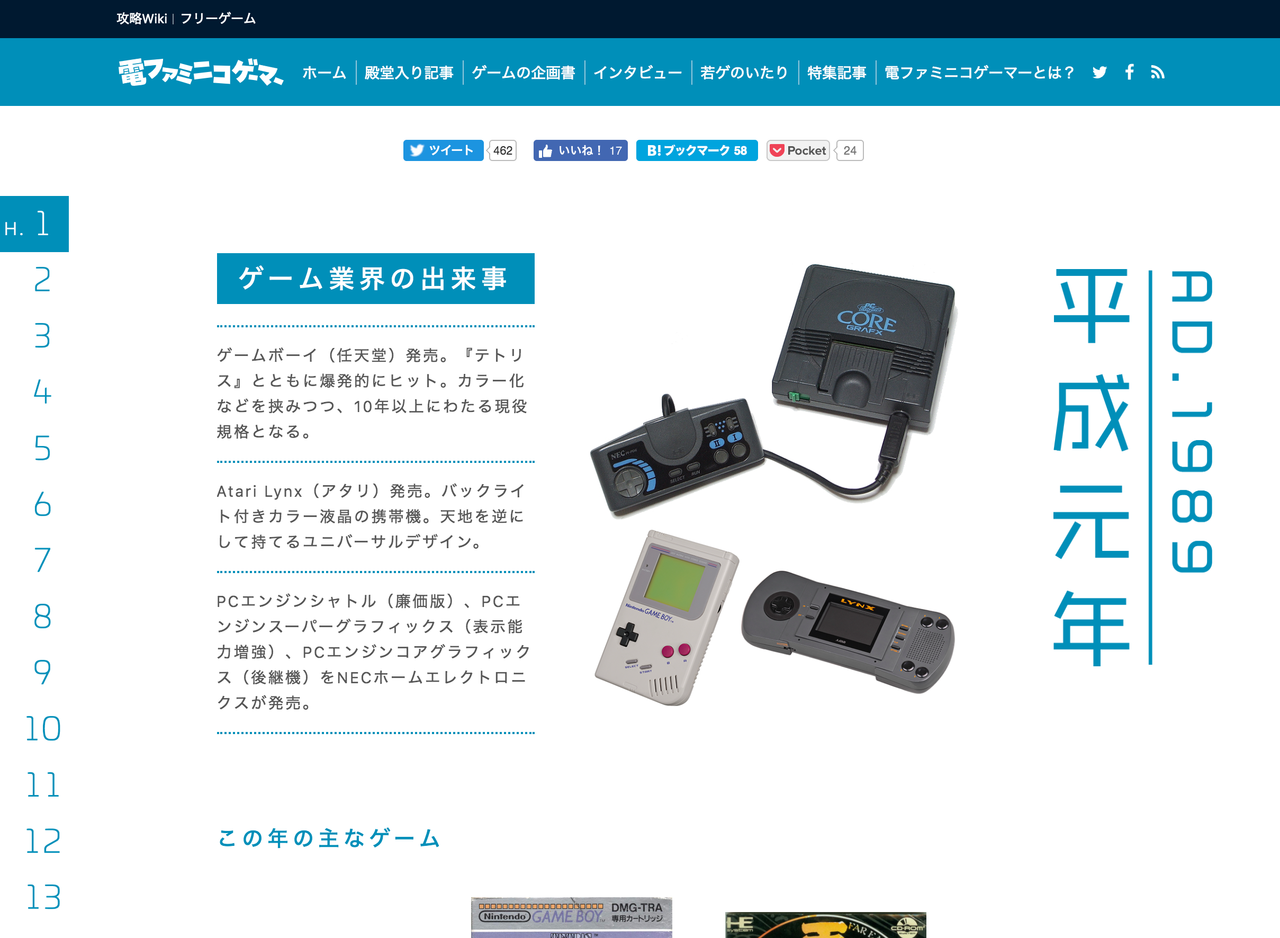 攻略Wiki | フリーゲーム
電ファミニコゲーマー ホーム 殿堂入り記事 ゲームの企画書 インタビュー 若ゲのいたり 特集記事 電ファミニコゲーマーとは？
ツイート 462 いいね！ 17 B! ブックマーク 58 Pocket 24
H. 1
2
3
4
5
6
7
8
9
10
11
12
13
ゲーム業界の出来事
ゲームボーイ（任天堂）発売。『テトリ
ス』とともに爆発的にヒット。カラー化
などを挟みつつ、10年以上にわたる現役
規格となる。
Atari Lynx（アタリ）発売。バックライ
ト付きカラー液晶の携帯機。天地を逆に
して持てるユニバーサルデザイン。
PCエンジンシャトル（廉価版）、PCエ
ンジンスーパーグラフィックス（表示能
力増強）、PCエンジンコアグラフィック
ス（後継機）をNECホームエレクトロニ
クスが発売。
PC Engine
CORE
GRAFX
NEC
SELECT
RUN
II I
Nintendo GAME BOY
LYNX
AD.1989
平成元年
この年の主なゲーム
Nintendo GAME BOY
DMG-TRA
専用カートリッジ
HE
SYSTEM
FAR EA
CD-ROM²